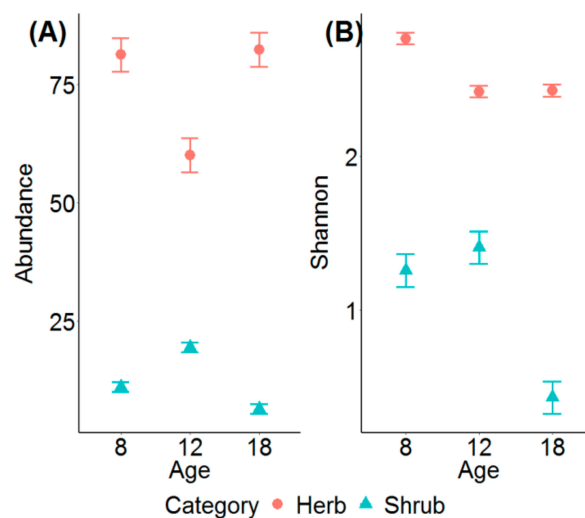 (A)
(B)
Abundance
75
50
25
8 12 18
Age
Shannon
2
1
8 12 18
Age
Category Herb Shrub